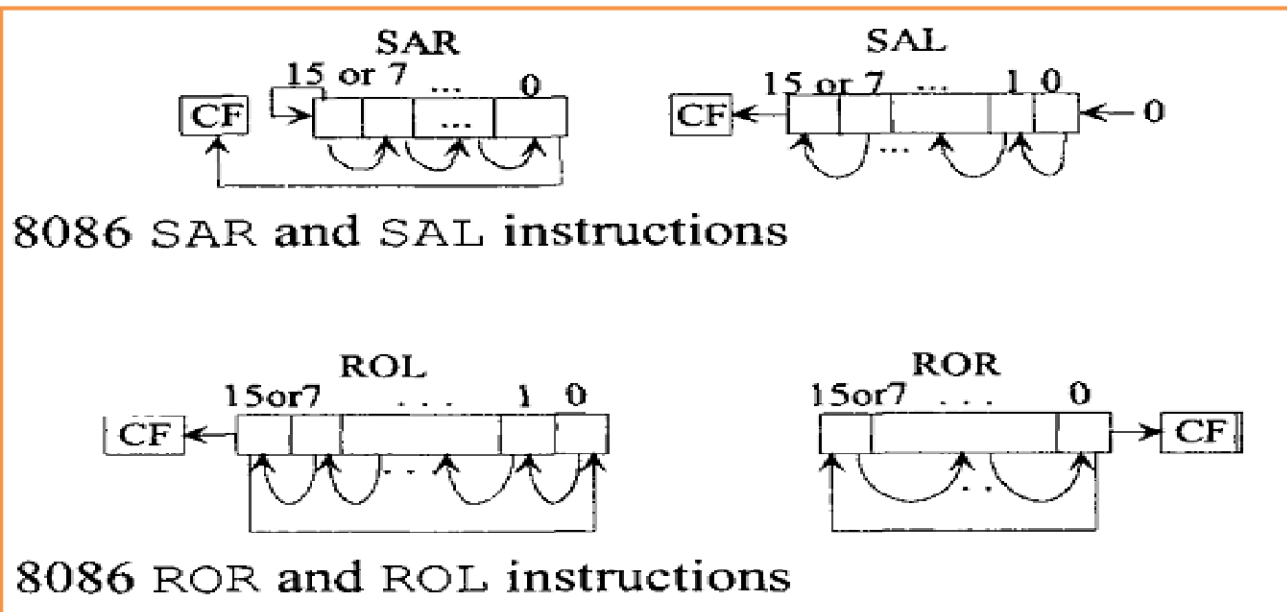 SAR
15 or 7 ... 0
CF
...
8086 SAR and SAL instructions
SAL
15 or 7 ... 1 0
CF
0
...
ROL
15or7 . . . 1 0
CF
. . .
ROR
15or7 . . . 0
CF
. .
8086 ROR and ROL instructions